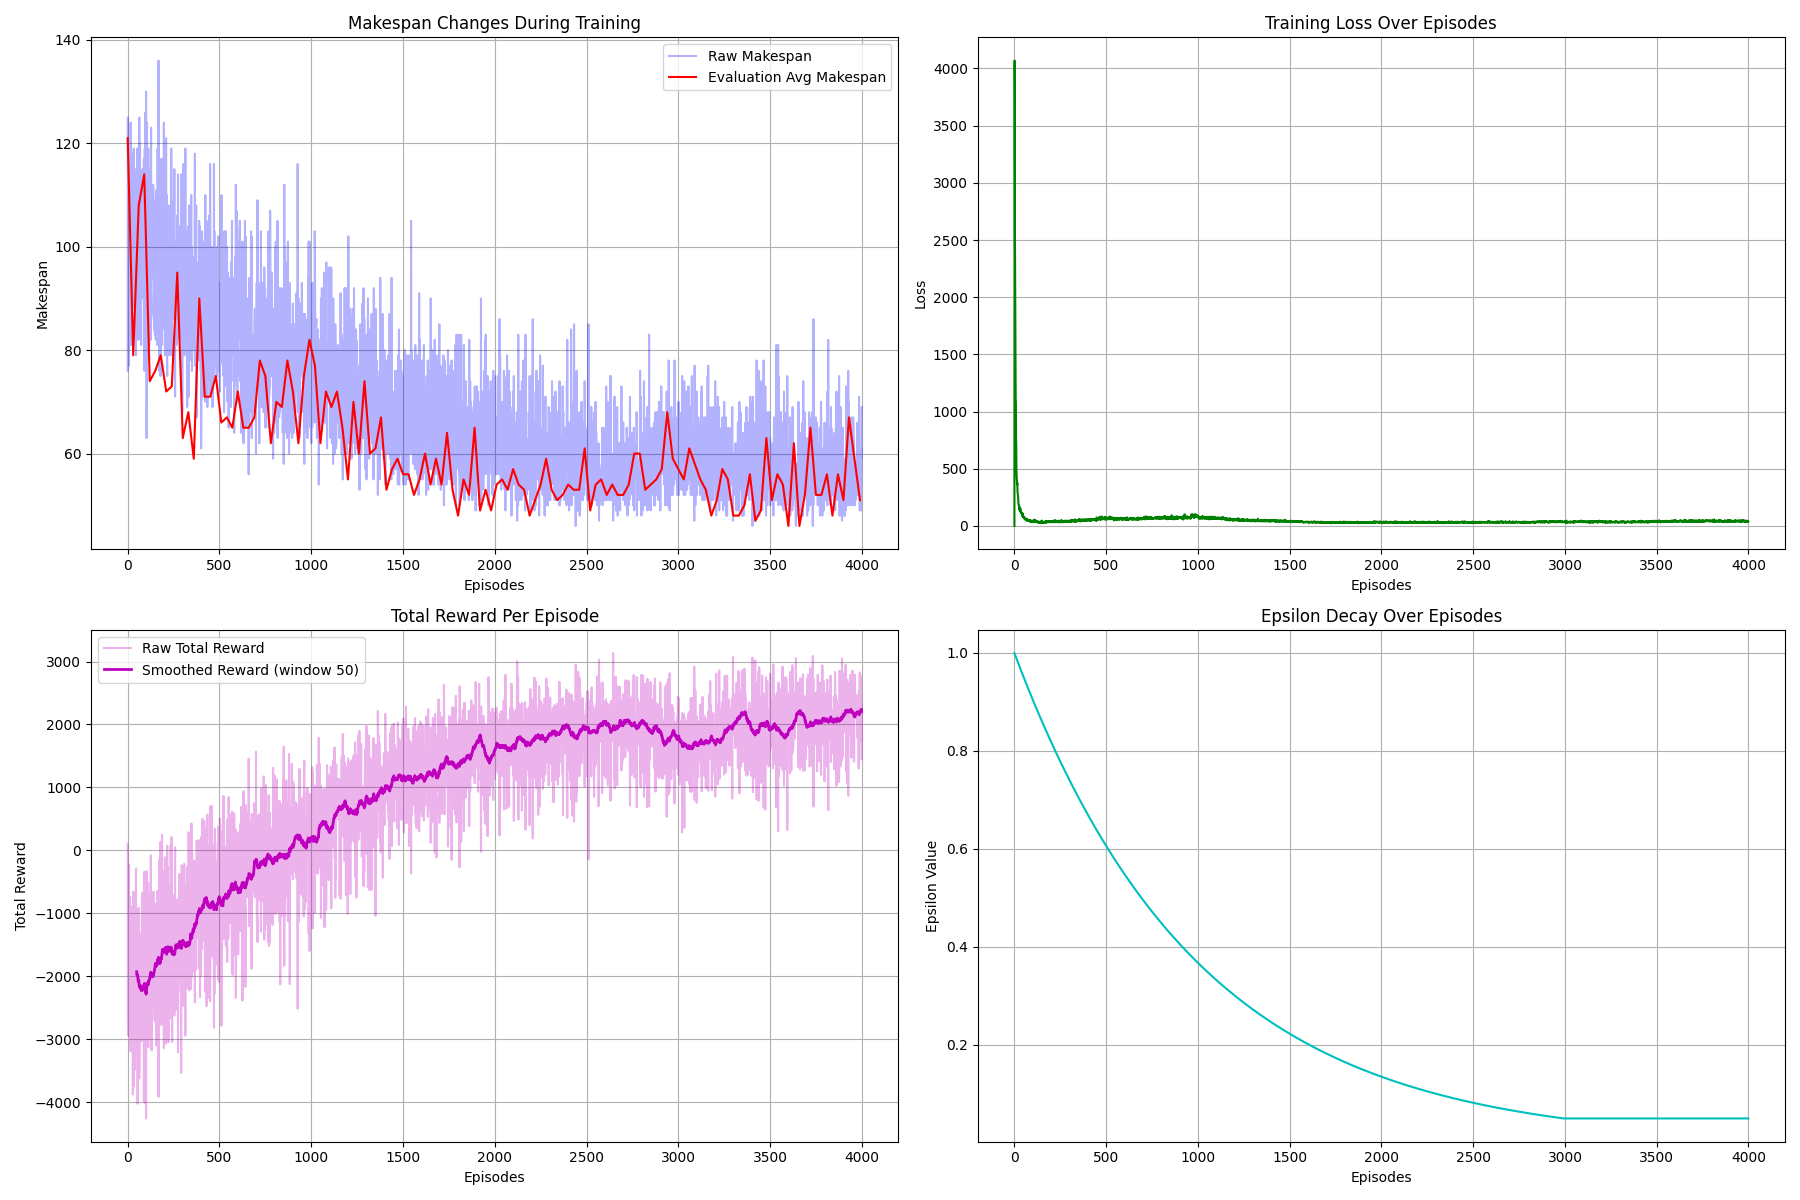 Makespan Changes During Training
140
120
100
80
60
Makespan
Raw Makespan
Evaluation Avg Makespan
0 500 1000 1500 2000 2500 3000 3500 4000
Episodes
Training Loss Over Episodes
4000
3500
3000
2500
2000
1500
1000
500
0
Loss
0 500 1000 1500 2000 2500 3000 3500 4000
Episodes
Total Reward Per Episode
Raw Total Reward
Smoothed Reward (window 50)
3000
2000
1000
0
−1000
−2000
−3000
−4000
Total Reward
0 500 1000 1500 2000 2500 3000 3500 4000
Episodes
Epsilon Decay Over Episodes
1.0
0.8
0.6
0.4
0.2
Epsilon Value
0 500 1000 1500 2000 2500 3000 3500 4000
Episodes